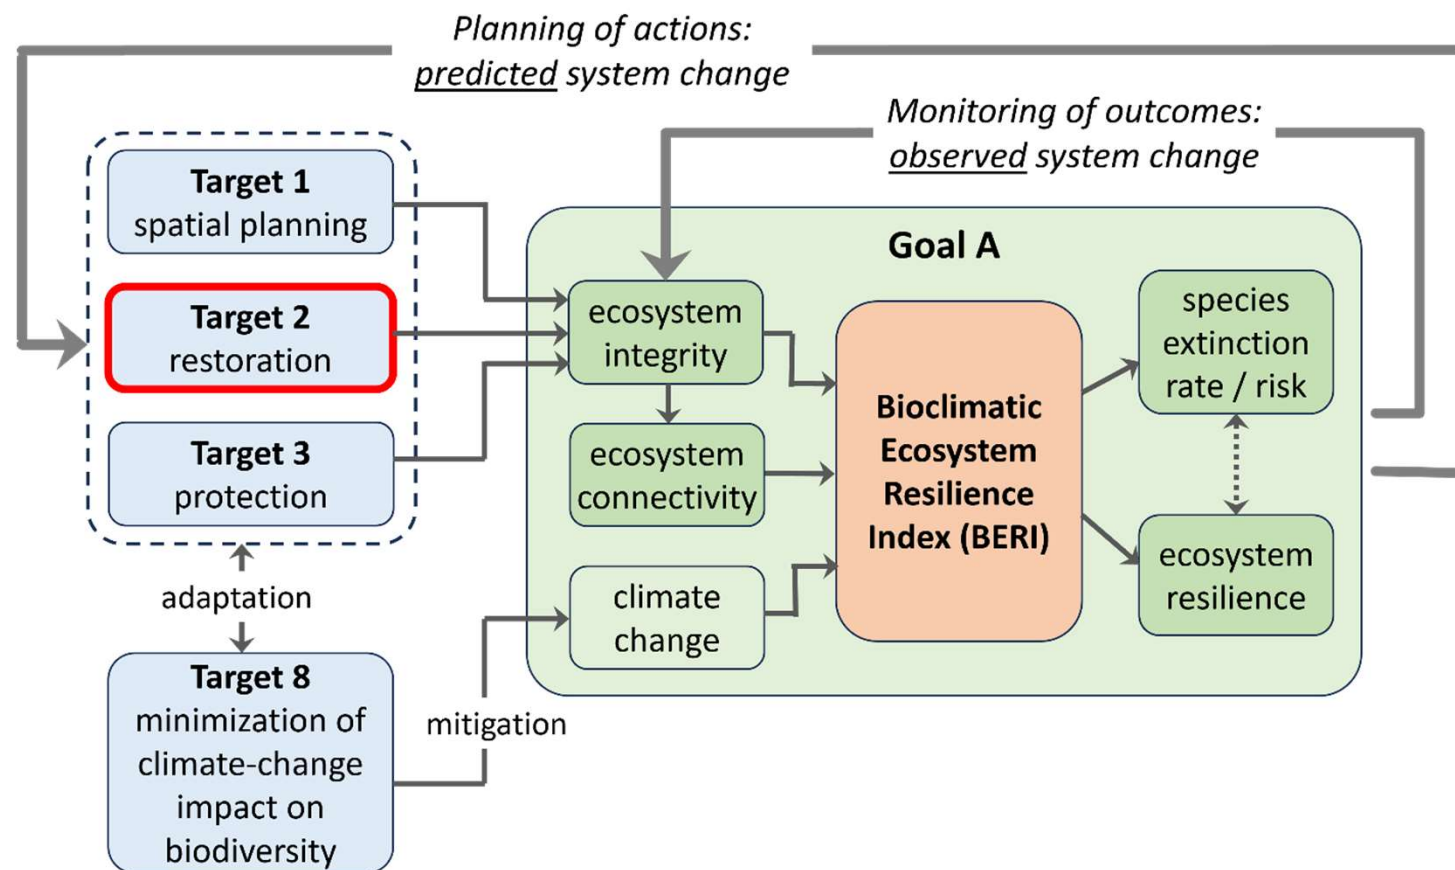 Planning of actions:
predicted system change
Monitoring of outcomes:
observed system change
Target 1
spatial planning
Target 2
restoration
Target 3
protection
adaptation
Target 8
minimization of
climate-change
impact on
biodiversity
mitigation
Goal A
ecosystem
integrity
ecosystem
connectivity
climate
change
Bioclimatic
Ecosystem
Resilience
Index (BERI)
species
extinction
rate / risk
ecosystem
resilience